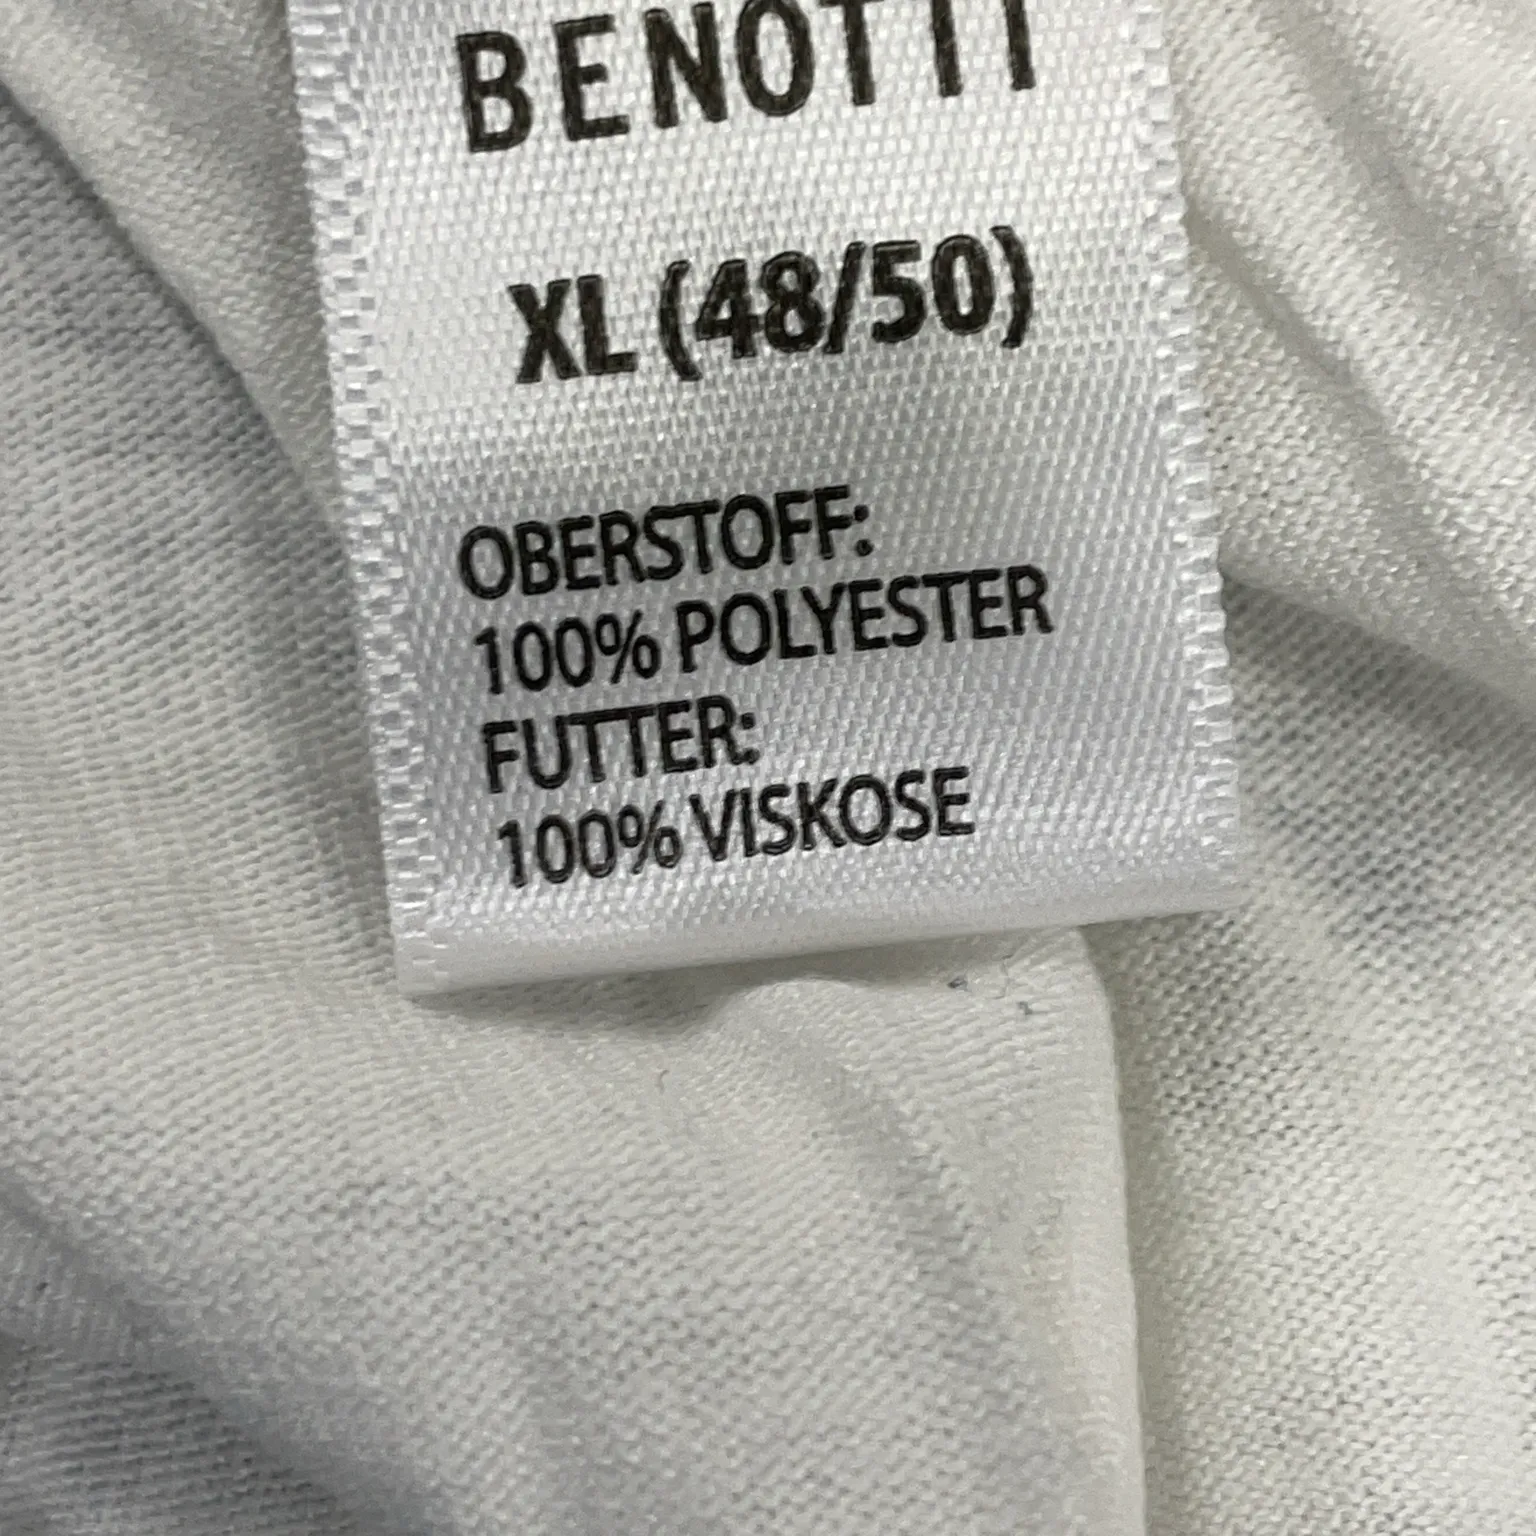 BENOTTI
XL (48/50)
OBERSTOFF:
100% POLYESTER
FUTTER:
100% VISKOSE